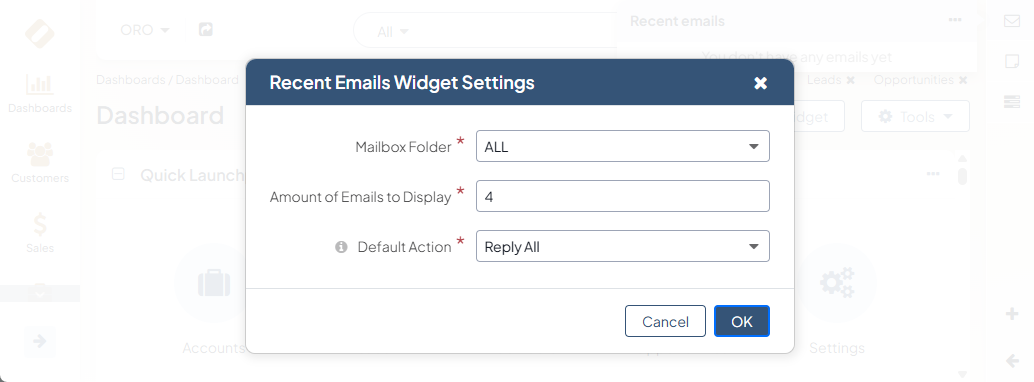 ORO
All
Recent emails
You don't have any emails yet
Dashboards / Dashboard
Leads
Opportunities
Dashboards
Dashboard
Tools
Customers
Quick Launch
Sales
Accounts
Settings
Recent Emails Widget Settings
Mailbox Folder *
ALL
Amount of Emails to Display *
4
Default Action *
Reply All
Cancel
OK